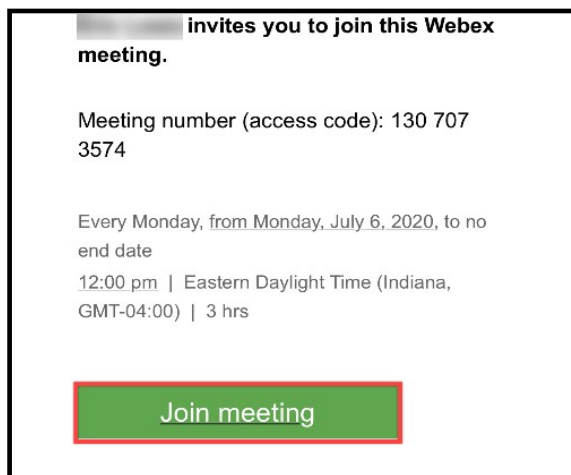 invites you to join this Webex
meeting.
Meeting number (access code): 130 707
3574
Every Monday, from Monday, July 6, 2020, to no
end date
12:00 pm | Eastern Daylight Time (Indiana,
GMT-04:00) | 3 hrs
Join meeting